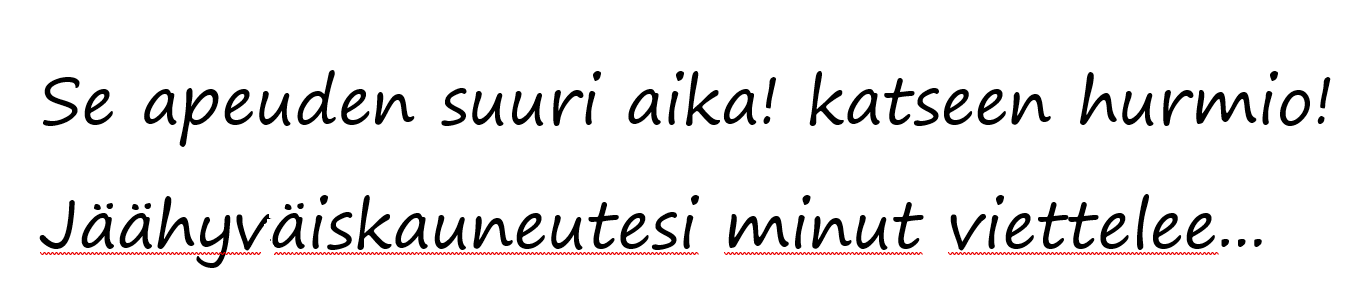 Se apeuden suuri aika! katseen hurmio!
Jäähyväiskauneutesi minut viettelee...